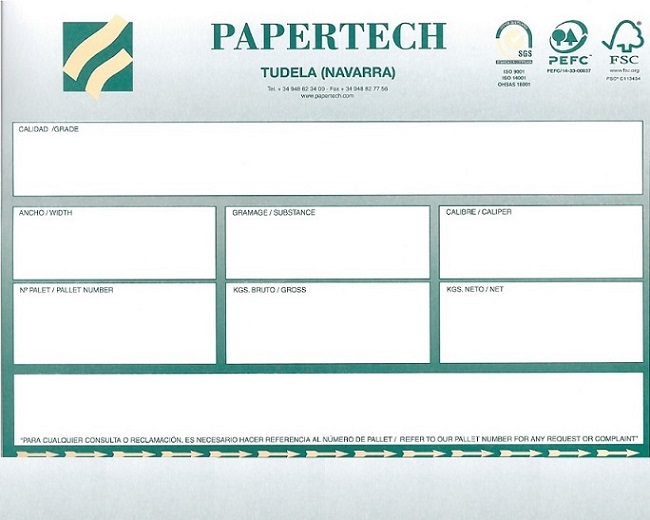 PAPERTECH
TUDELA (NAVARRA)
Tel. + 34 948 82 34 09 - Fax + 34 948 82 77 56
www.papertech.com
SGS
ISO 9001
ISO 14001
OHSAS 18001
PEFC™
PEFC/14-33-00037
FSC
www.fsc.org
FSC® C113434
CALIDAD /GRADE
ANCHO / WIDTH
GRAMAGE / SUBSTANCE
CALIBRE / CALIPER
Nº PALET / PALLET NUMBER
KGS. BRUTO / GROSS
KGS. NETO / NET
"PARA CUALQUIER CONSULTA O RECLAMACIÓN, ES NECESARIO HACER REFERENCIA AL NÚMERO DE PALLET / REFER TO OUR PALLET NUMBER FOR ANY REQUEST OR COMPLAINT"